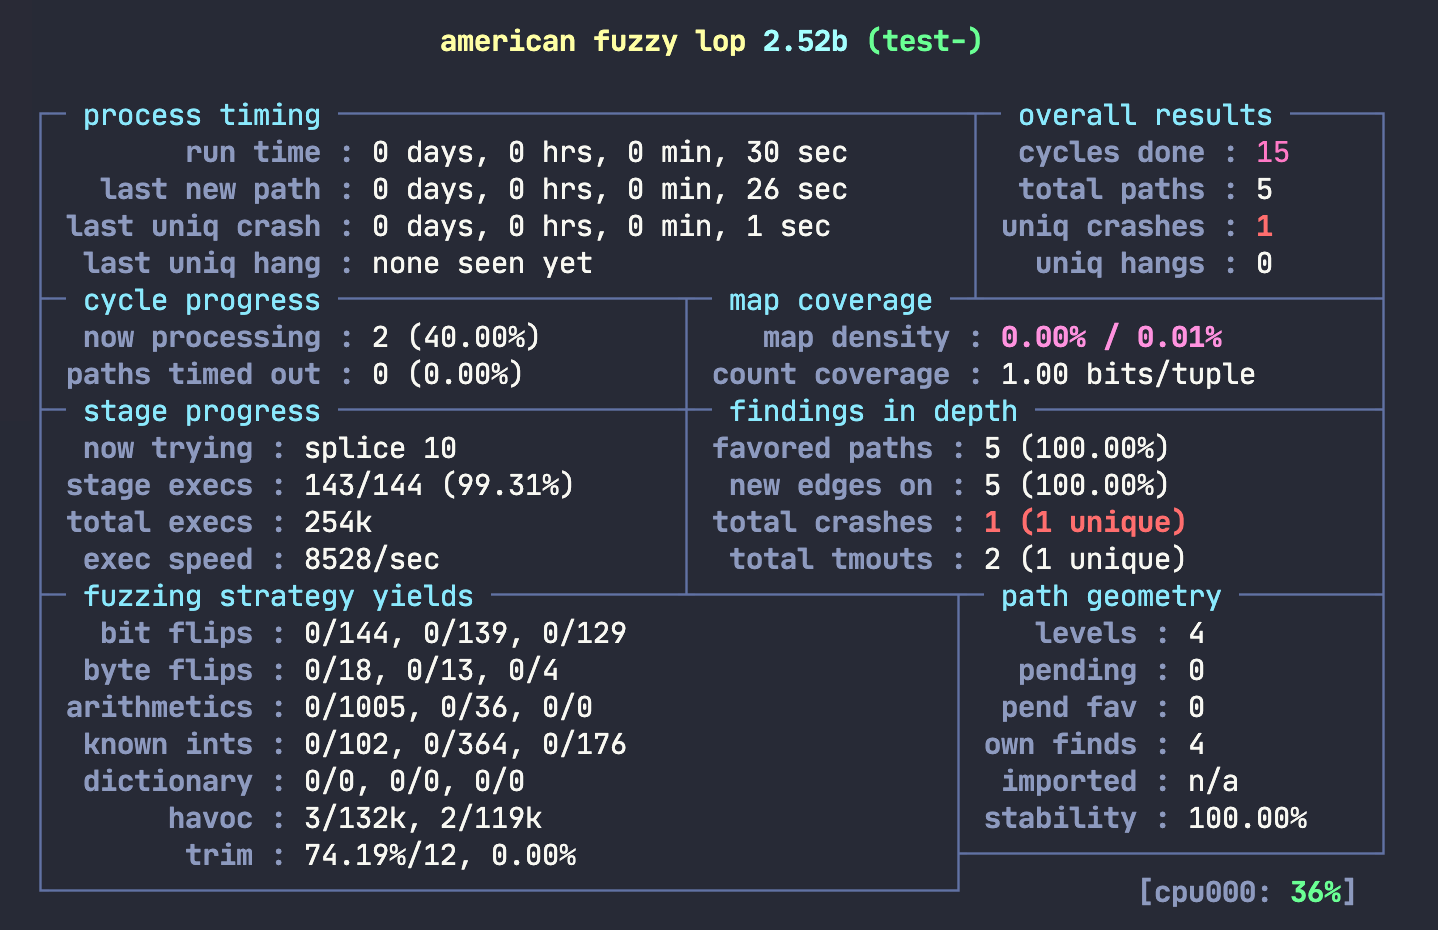 american fuzzy lop 2.52b (test-)
process timing
run time : 0 days, 0 hrs, 0 min, 30 sec
last new path : 0 days, 0 hrs, 0 min, 26 sec
last uniq crash : 0 days, 0 hrs, 0 min, 1 sec
last uniq hang : none seen yet
overall results
cycles done : 15
total paths : 5
uniq crashes : 1
uniq hangs : 0
cycle progress
now processing : 2 (40.00%)
paths timed out : 0 (0.00%)
map coverage
map density : 0.00% / 0.01%
count coverage : 1.00 bits/tuple
stage progress
now trying : splice 10
stage execs : 143/144 (99.31%)
total execs : 254k
exec speed : 8528/sec
findings in depth
favored paths : 5 (100.00%)
new edges on : 5 (100.00%)
total crashes : 1 (1 unique)
total tmouts : 2 (1 unique)
fuzzing strategy yields
bit flips : 0/144, 0/139, 0/129
byte flips : 0/18, 0/13, 0/4
arithmetics : 0/1005, 0/36, 0/0
known ints : 0/102, 0/364, 0/176
dictionary : 0/0, 0/0, 0/0
havoc : 3/132k, 2/119k
trim : 74.19%/12, 0.00%
path geometry
levels : 4
pending : 0
pend fav : 0
own finds : 4
imported : n/a
stability : 100.00%
[cpu000: 36%]